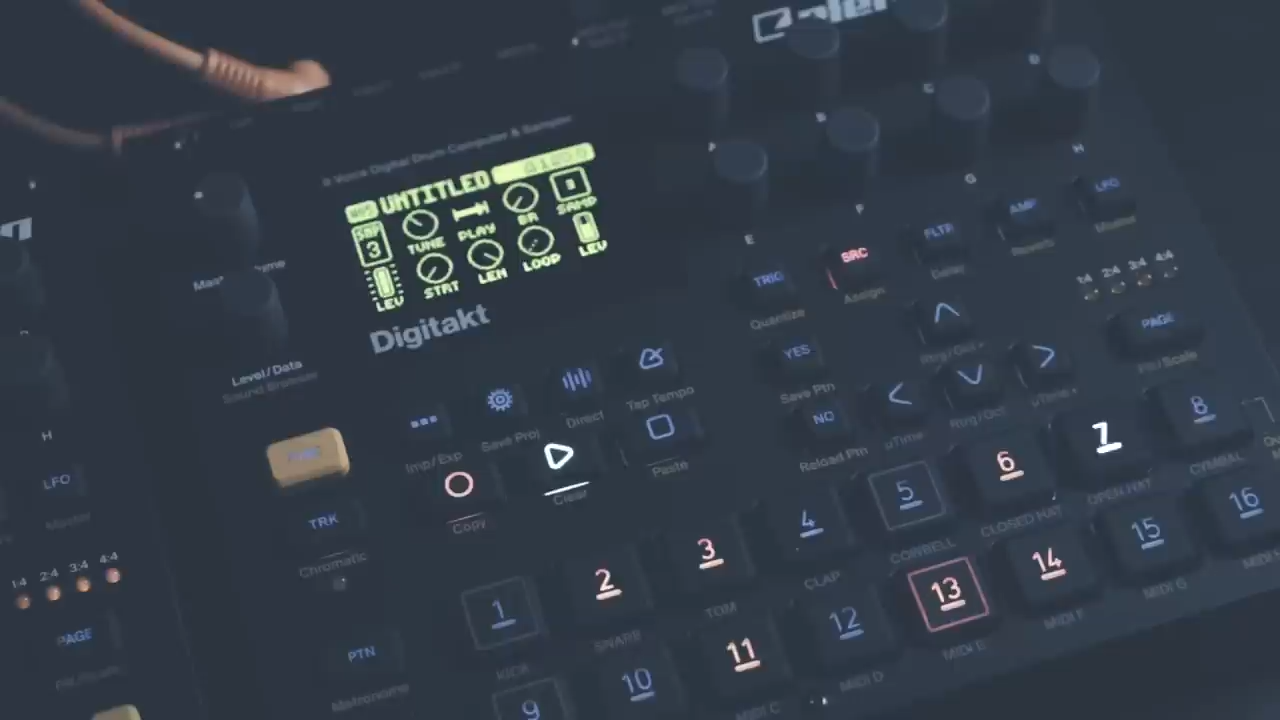 8 Voice Digital Drum Computer & Sampler
UNTITLED
3
TUNE
PLAY
BR
SAMP
LEV
STRT
LEN
LOOP
LEV
Digitakt
Level/Data
Sound Browser
A
B
C
D
E
F
G
H
TRIG
SRC
FLTR
AMP
LFO
Quantize
Assign
Delay
Reverb
Master
1:4
2:4
3:4
4:4
YES
Save Ptn
PAGE
Fill/Scale
NO
Reload Ptn
Rtrg/Oct+
μTime-
Rtrg/Oct-
μTime+
Imp/Exp
Save Proj
Direct
Tap Tempo
Copy
Clear
Paste
FUNC
TRK
Chromatic
PTN
Metronome
1
2
3
4
5
6
7
8
KICK
SNARE
TOM
CLAP
COWBELL
CLOSED HAT
OPEN HAT
CYMBAL
9
10
11
12
13
14
15
16
MIDI C
MIDI D
MIDI E
MIDI F
MIDI G
H
LFO
Master
1:4
2:4
3:4
4:4
PAGE